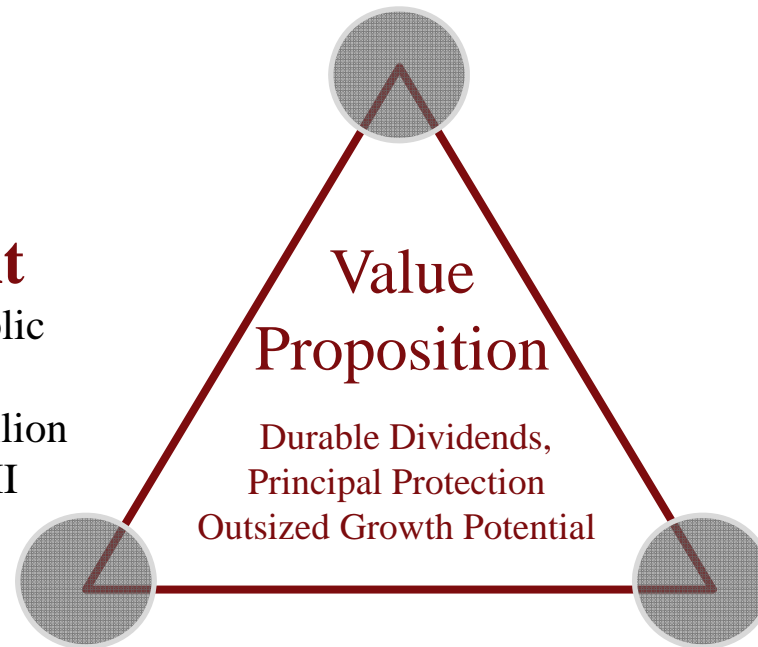 Value
Proposition
Durable Dividends,
Principal Protection
Outsized Growth Potential